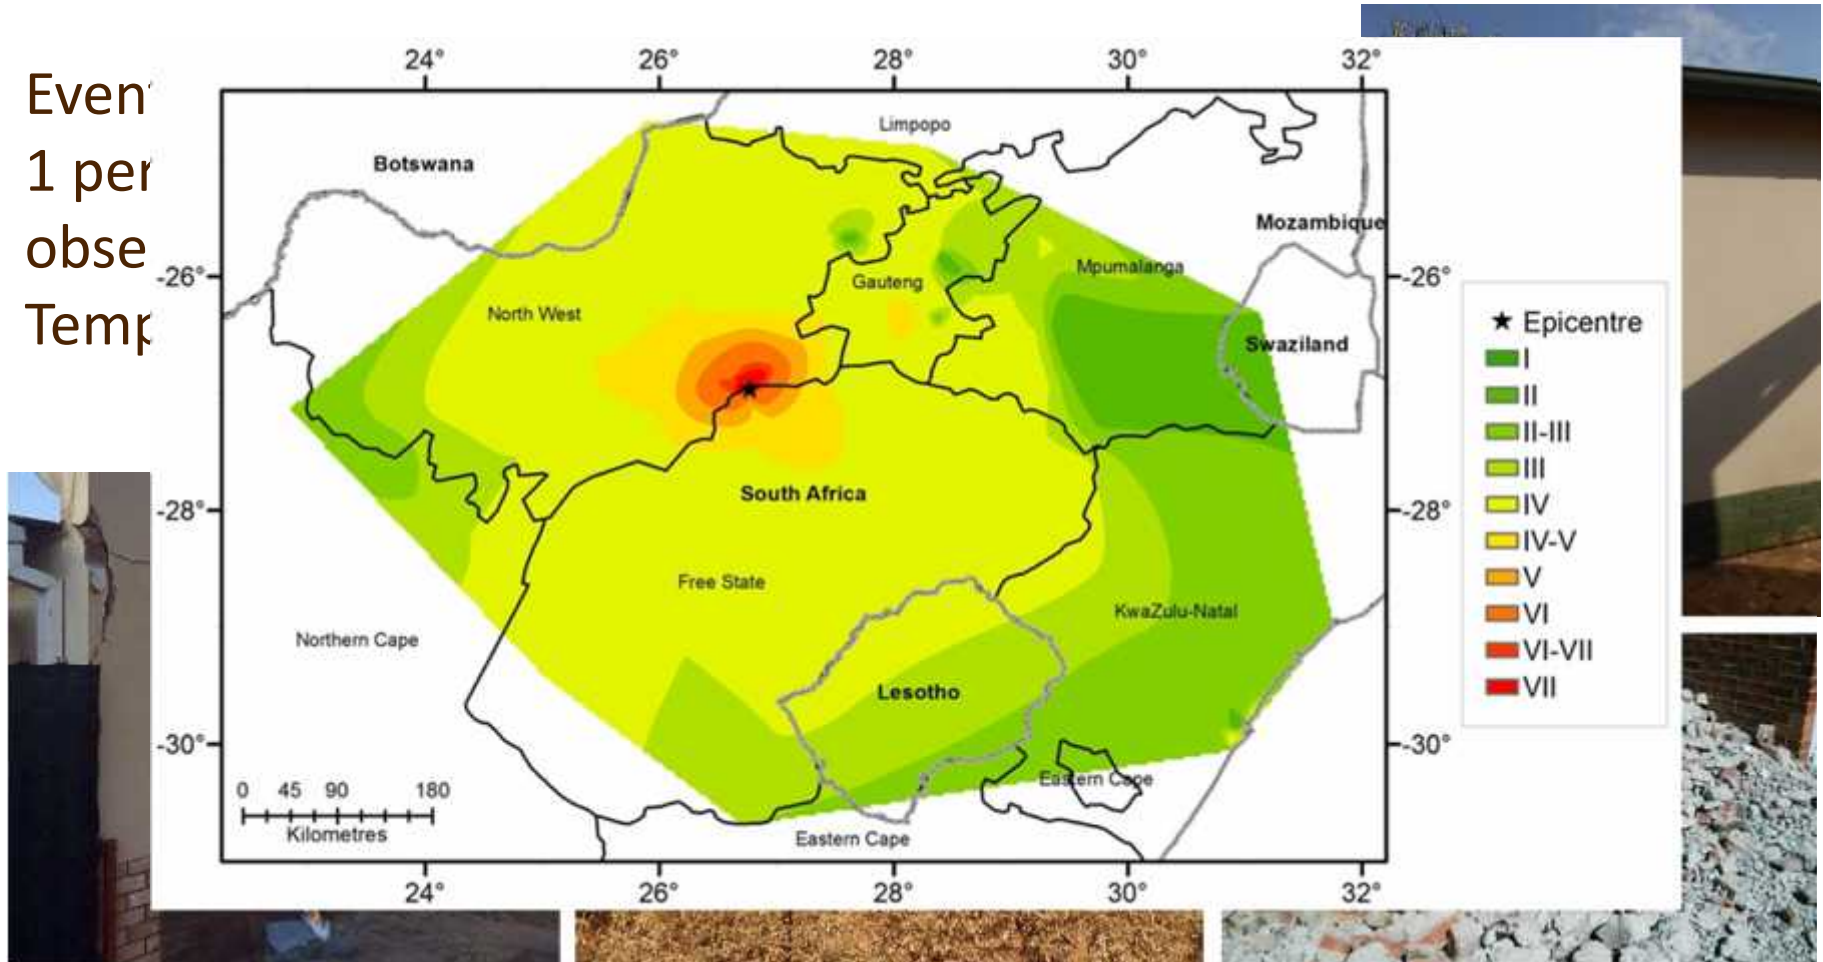 Even
1 per
obse
Temp
24° 26° 28° 30° 32°
Limpopo
Botswana
Mozambique
-26° Gauteng Mpumalanga -26°
North West
Swaziland
South Africa
-28° -28°
Free State
KwaZulu-Natal
Northern Cape
Lesotho
-30° -30°
Eastern Cape
0 45 90 180
Kilometres
Eastern Cape
24° 26° 28° 30° 32°
Epicentre
I
II
II-III
III
IV
IV-V
V
VI
VI-VII
VII